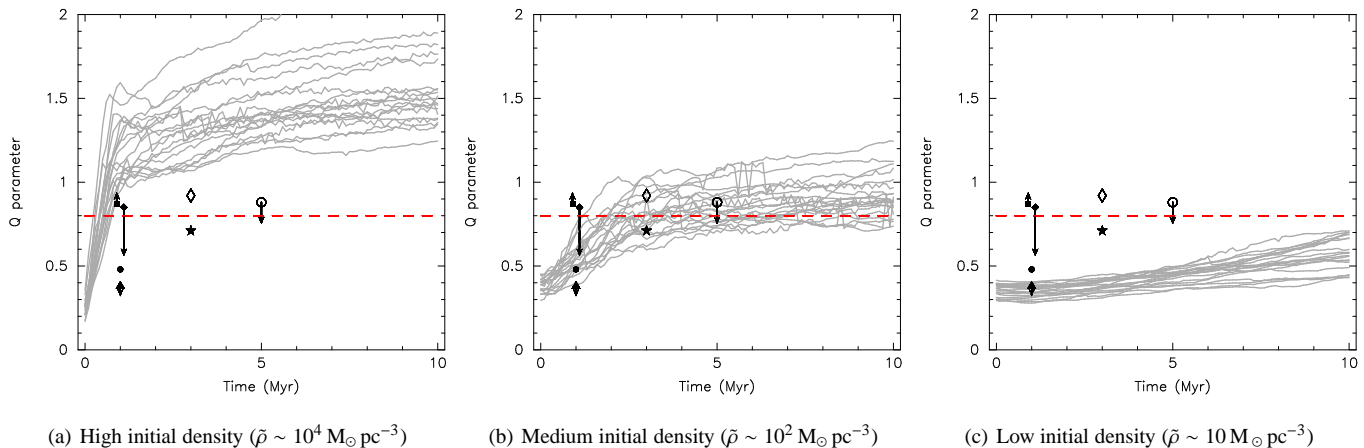 2
1.5
1
0.5
0
Q parameter
0
5
10
Time (Myr)
(a) High initial density (ρ̃ ∼ 10⁴ M⊙ pc⁻³)
2
1.5
1
0.5
0
Q parameter
0
5
10
Time (Myr)
(b) Medium initial density (ρ̃ ∼ 10² M⊙ pc⁻³)
2
1.5
1
0.5
0
Q parameter
0
5
10
Time (Myr)
(c) Low initial density (ρ̃ ∼ 10 M⊙ pc⁻³)